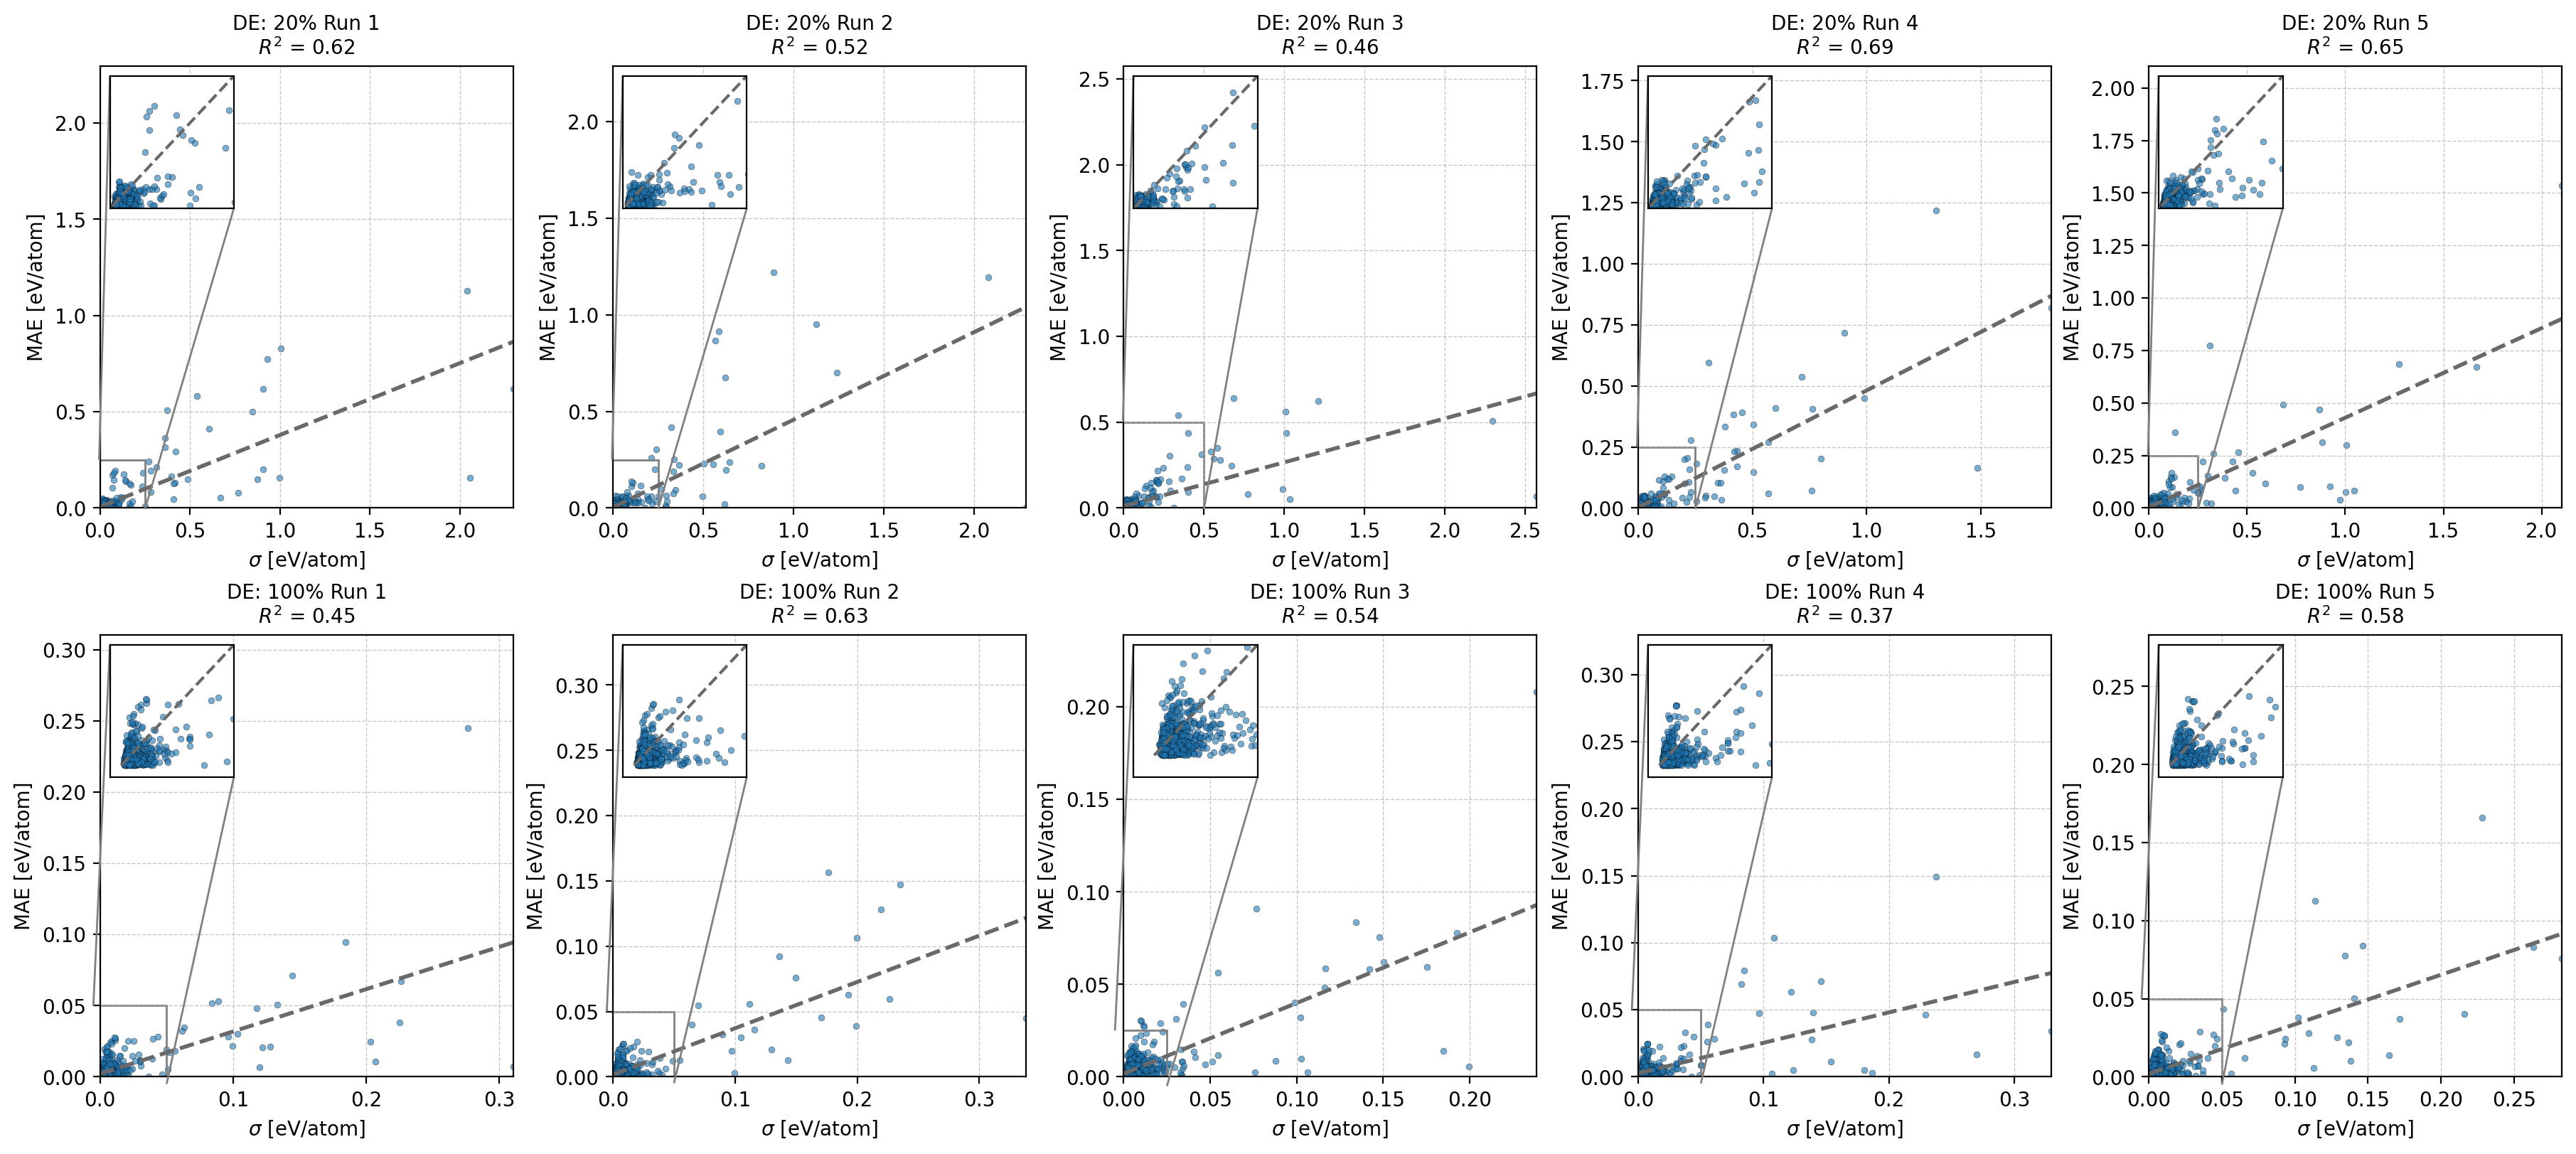 DE: 20% Run 1
R² = 0.62
MAE [eV/atom]
2.0
1.5
1.0
0.5
0.0
0.0 0.5 1.0 1.5 2.0
σ [eV/atom]
DE: 20% Run 2
R² = 0.52
MAE [eV/atom]
2.0
1.5
1.0
0.5
0.0
0.0 0.5 1.0 1.5 2.0
σ [eV/atom]
DE: 20% Run 3
R² = 0.46
MAE [eV/atom]
2.5
2.0
1.5
1.0
0.5
0.0
0.0 0.5 1.0 1.5 2.0 2.5
σ [eV/atom]
DE: 20% Run 4
R² = 0.69
MAE [eV/atom]
1.75
1.50
1.25
1.00
0.75
0.50
0.25
0.00
0.0 0.5 1.0 1.5
σ [eV/atom]
DE: 20% Run 5
R² = 0.65
MAE [eV/atom]
2.00
1.75
1.50
1.25
1.00
0.75
0.50
0.25
0.00
0.0 0.5 1.0 1.5 2.0
σ [eV/atom]
DE: 100% Run 1
R² = 0.45
MAE [eV/atom]
0.30
0.25
0.20
0.15
0.10
0.05
0.00
0.0 0.1 0.2 0.3
σ [eV/atom]
DE: 100% Run 2
R² = 0.63
MAE [eV/atom]
0.30
0.25
0.20
0.15
0.10
0.05
0.00
0.0 0.1 0.2 0.3
σ [eV/atom]
DE: 100% Run 3
R² = 0.54
MAE [eV/atom]
0.20
0.15
0.10
0.05
0.00
0.00 0.05 0.10 0.15 0.20
σ [eV/atom]
DE: 100% Run 4
R² = 0.37
MAE [eV/atom]
0.30
0.25
0.20
0.15
0.10
0.05
0.00
0.0 0.1 0.2 0.3
σ [eV/atom]
DE: 100% Run 5
R² = 0.58
MAE [eV/atom]
0.25
0.20
0.15
0.10
0.05
0.00
0.00 0.05 0.10 0.15 0.20 0.25
σ [eV/atom]